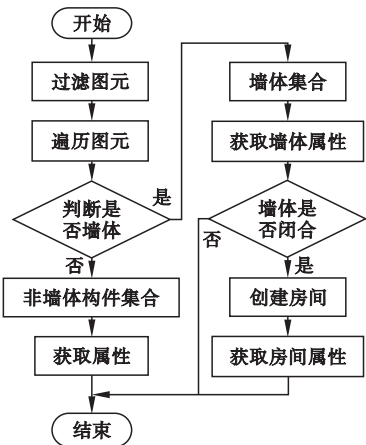 开始
过滤图元
遍历图元
判断是
否墙体
是
否
非墙体构件集合
获取属性
墙体集合
获取墙体属性
墙体是
否闭合
否
是
创建房间
获取房间属性
结束